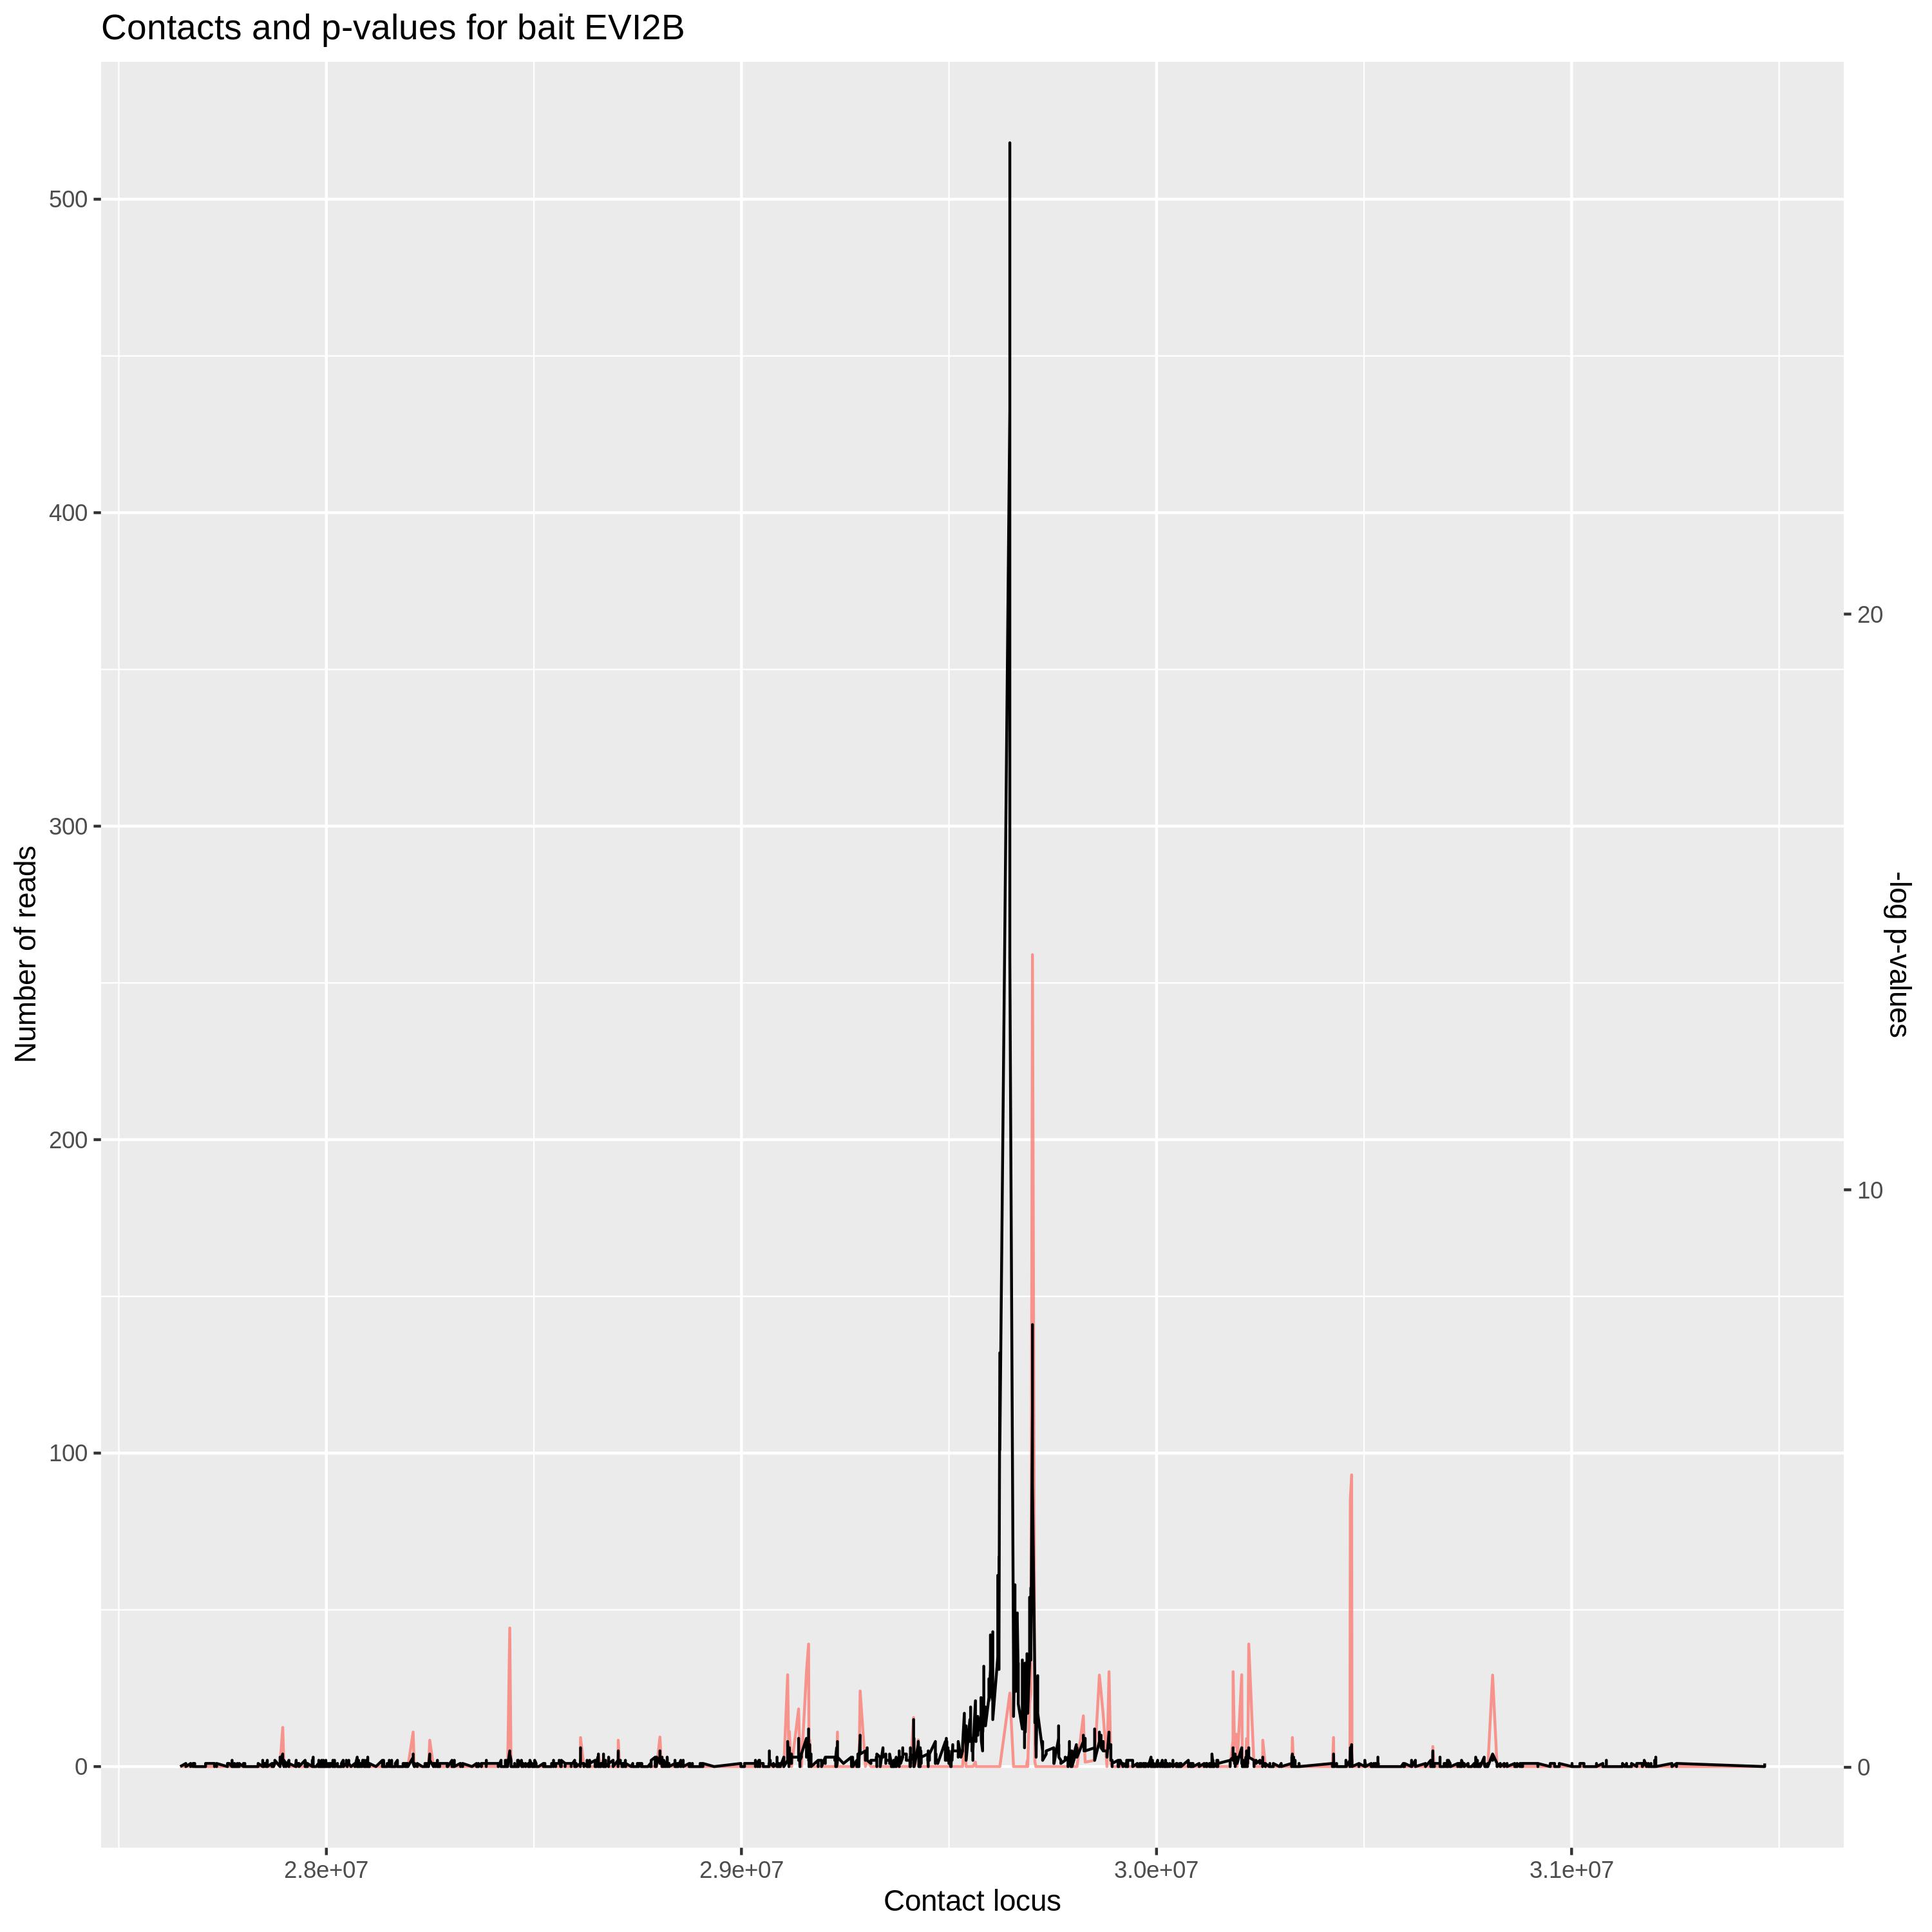 Contacts and p-values for bait EVI2B
500
400
300
200
100
0
Number of reads
20
10
0
-log p-values
2.8e+07
2.9e+07
3.0e+07
3.1e+07
Contact locus